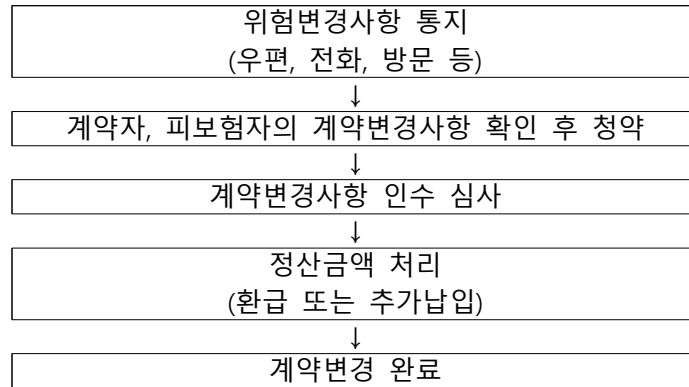 위험변경사항 통지
(우편, 전화, 방문 등)
↓
계약자, 피보험자의 계약변경사항 확인 후 청약
↓
계약변경사항 인수 심사
↓
정산금액 처리
(환급 또는 추가납입)
↓
계약변경 완료